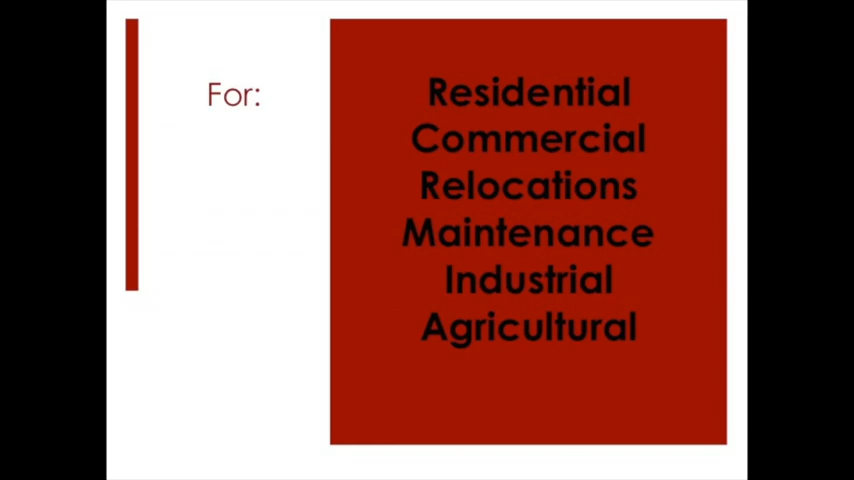 For:
Residential
Commercial
Relocations
Maintenance
Industrial
Agricultural